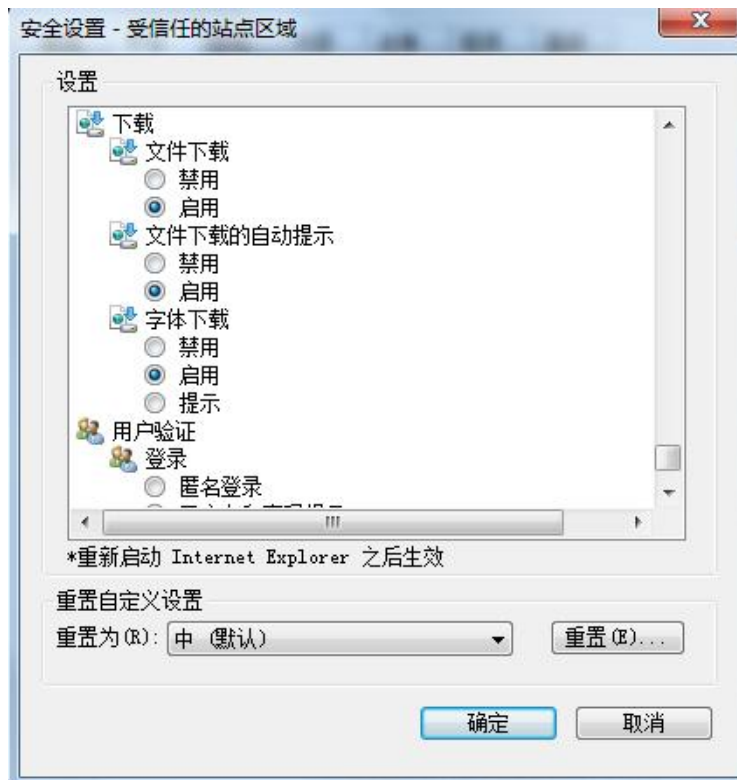 安全设置 - 受信任的站点区域
设置
下载
文件下载
禁用
启用
文件下载的自动提示
禁用
启用
字体下载
禁用
启用
提示
用户验证
登录
匿名登录
*重新启动 Internet Explorer 之后生效
重置自定义设置
重置为(R): 中 (默认) 重置(E)...
确定 取消